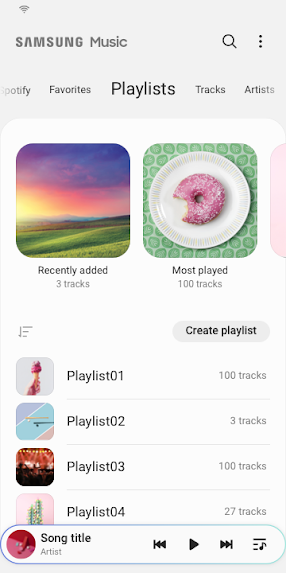 SAMSUNG Music
Spotify Favorites Playlists Tracks Artists
Recently added
3 tracks
Most played
100 tracks
Create playlist
Playlist01
100 tracks
Playlist02
3 tracks
Playlist03
100 tracks
Playlist04
27 tracks
Song title
Artist